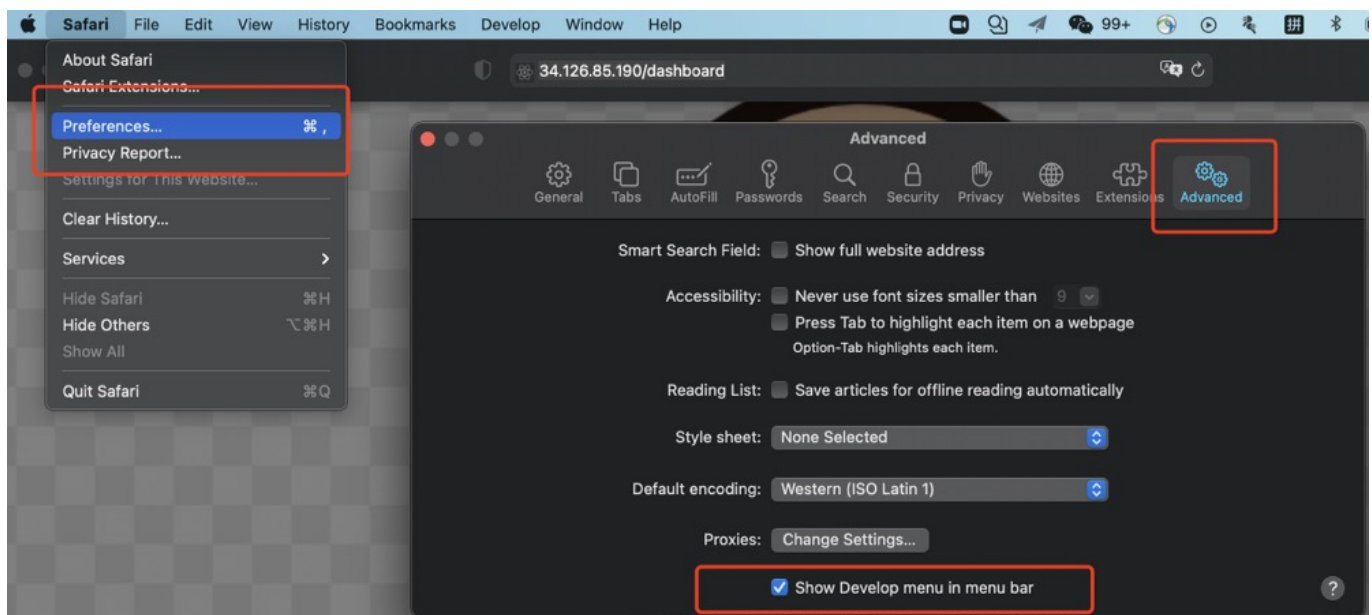 Safari File Edit View History Bookmarks Develop Window Help 99+ 拼
About Safari
34.126.85.190/dashboard
Safari Extensions...
Preferences... ⌘ ,
Privacy Report...
Settings for This Website...
Clear History...
Services
Hide Safari ⌘H
Hide Others ⌥⌘H
Show All
Quit Safari ⌘Q
Advanced
General Tabs AutoFill Passwords Search Security Privacy Websites Extensions Advanced
Smart Search Field: Show full website address
Accessibility: Never use font sizes smaller than 9
Press Tab to highlight each item on a webpage
Option-Tab highlights each item.
Reading List: Save articles for offline reading automatically
Style sheet: None Selected
Default encoding: Western (ISO Latin 1)
Proxies: Change Settings...
Show Develop menu in menu bar
?